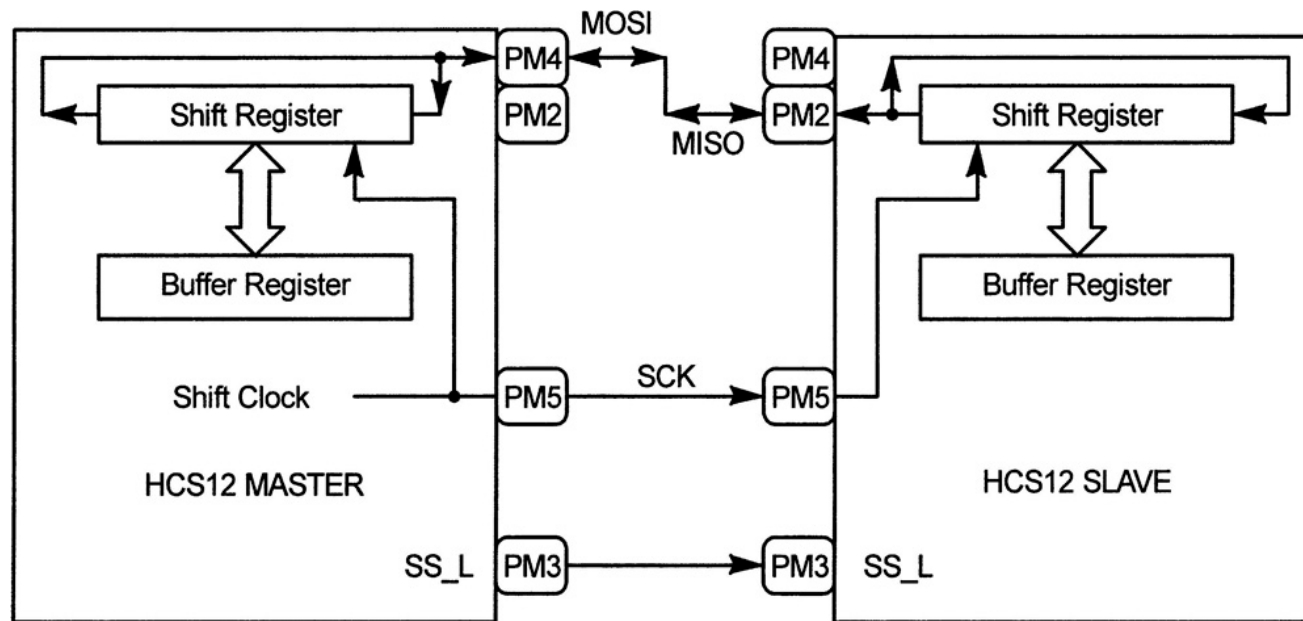 MOSI
PM4
PM4
Shift Register
PM2
PM2
Shift Register
MISO
Buffer Register
Buffer Register
Shift Clock
PM5
SCK
PM5
HCS12 MASTER
HCS12 SLAVE
SS_L
PM3
PM3
SS_L